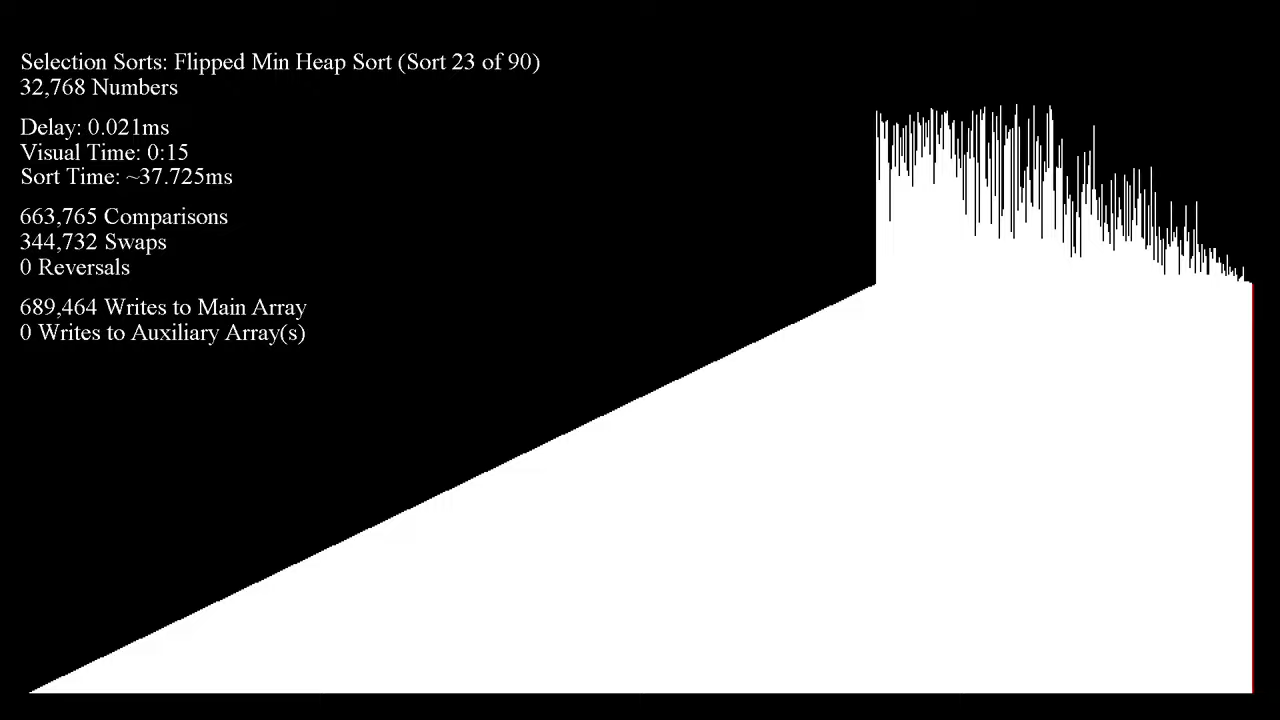 Selection Sorts: Flipped Min Heap Sort (Sort 23 of 90)
32,768 Numbers
Delay: 0.021ms
Visual Time: 0:15
Sort Time: ~37.725ms
663,765 Comparisons
344,732 Swaps
0 Reversals
689,464 Writes to Main Array
0 Writes to Auxiliary Array(s)